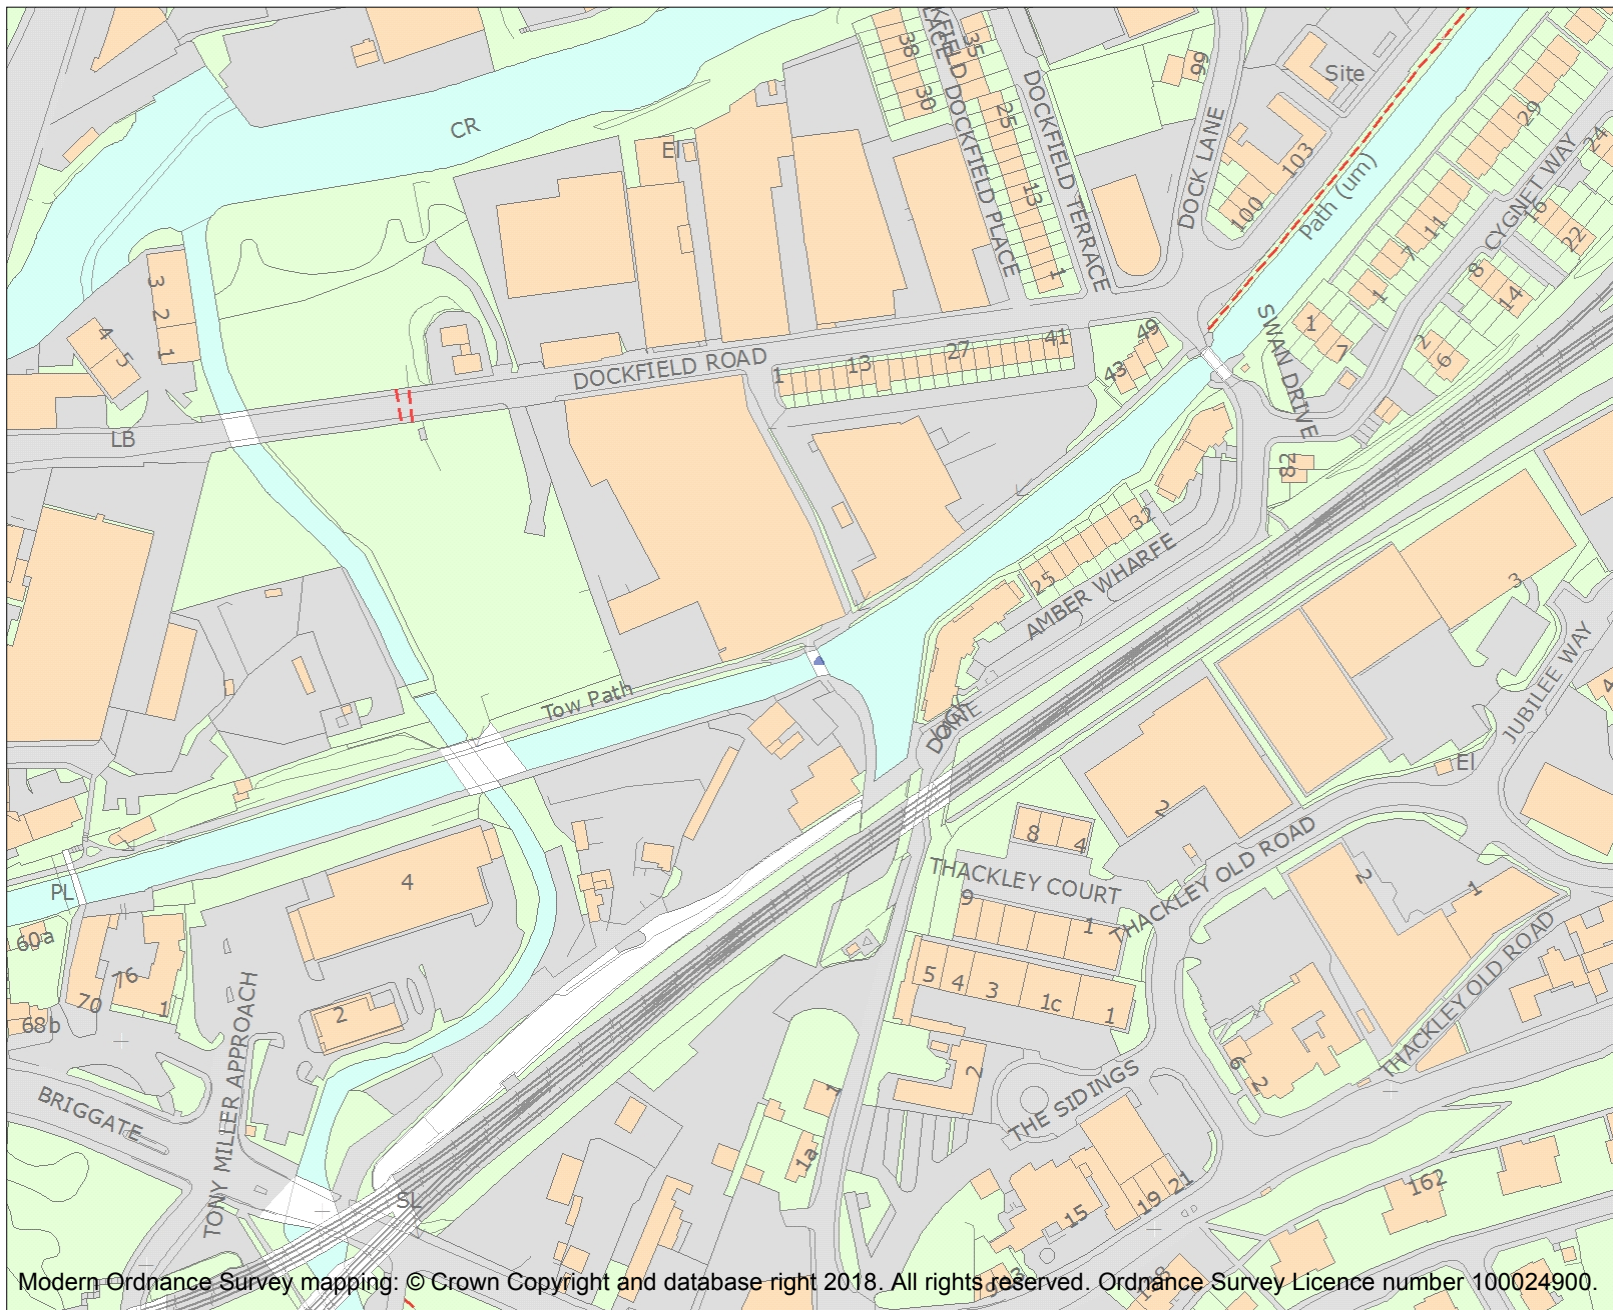 38
30
35
25
13
1
DOCKFIELD PLACE
DOCKFIELD TERRACE
99
DOCK LANE
Site
103
100
Path (um)
29
24
CYGNET WAY
16
22
11
7
1
8
14
CR
El
3
2
1
4
5
LB
DOCKFIELD ROAD
1
13
27
41
43
49
SWAN DRIVE
1
7
2
6
82
32
25
AMBER WHARFE
3
JUBILEE WAY
4
El
Tow Path
DOCK
LANE
2
8
4
THACKLEY COURT
9
1
THACKLEY OLD ROAD
2
1
THACKLEY OLD ROAD
5
4
3
1c
1
2
THE SIDINGS
6
2
PL
60a
76
70
1
68b
4
2
BRIGGATE
TONY MILLER APPROACH
SL
1
1a
15
19
21
162
Modern Ordnance Survey mapping: © Crown Copyright and database right 2018. All rights reserved. Ordnance Survey Licence number 100024900.